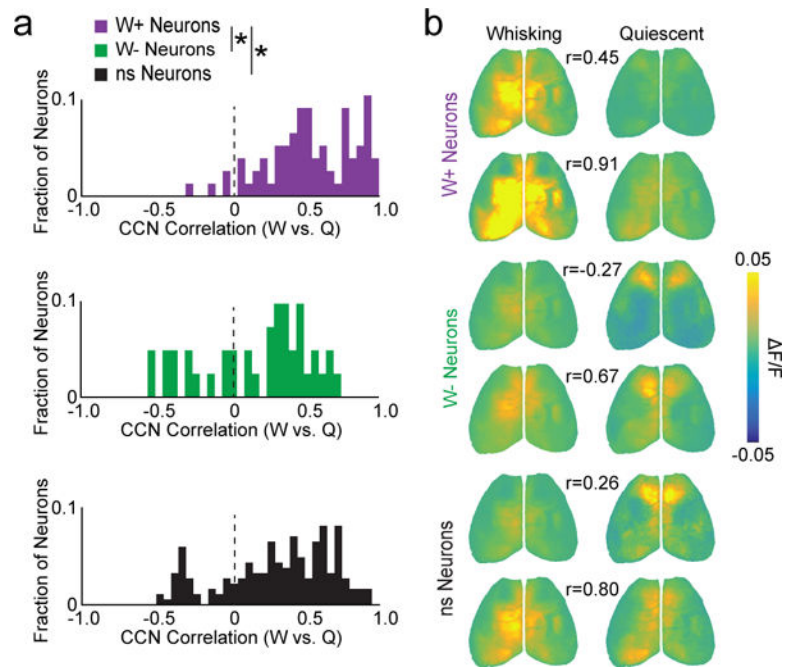 a
W+ Neurons
W- Neurons
ns Neurons
*
*
Fraction of Neurons
0.1
0
-1.0 -0.5 0 0.5 1.0
CCN Correlation (W vs. Q)
Fraction of Neurons
0.1
0
-1.0 -0.5 0 0.5 1.0
CCN Correlation (W vs. Q)
Fraction of Neurons
0.1
0
-1.0 -0.5 0 0.5 1.0
CCN Correlation (W vs. Q)
b
Whisking Quiescent
W+ Neurons
r=0.45
r=0.91
W- Neurons
r=-0.27
r=0.67
ns Neurons
r=0.26
r=0.80
0.05
ΔF/F
-0.05